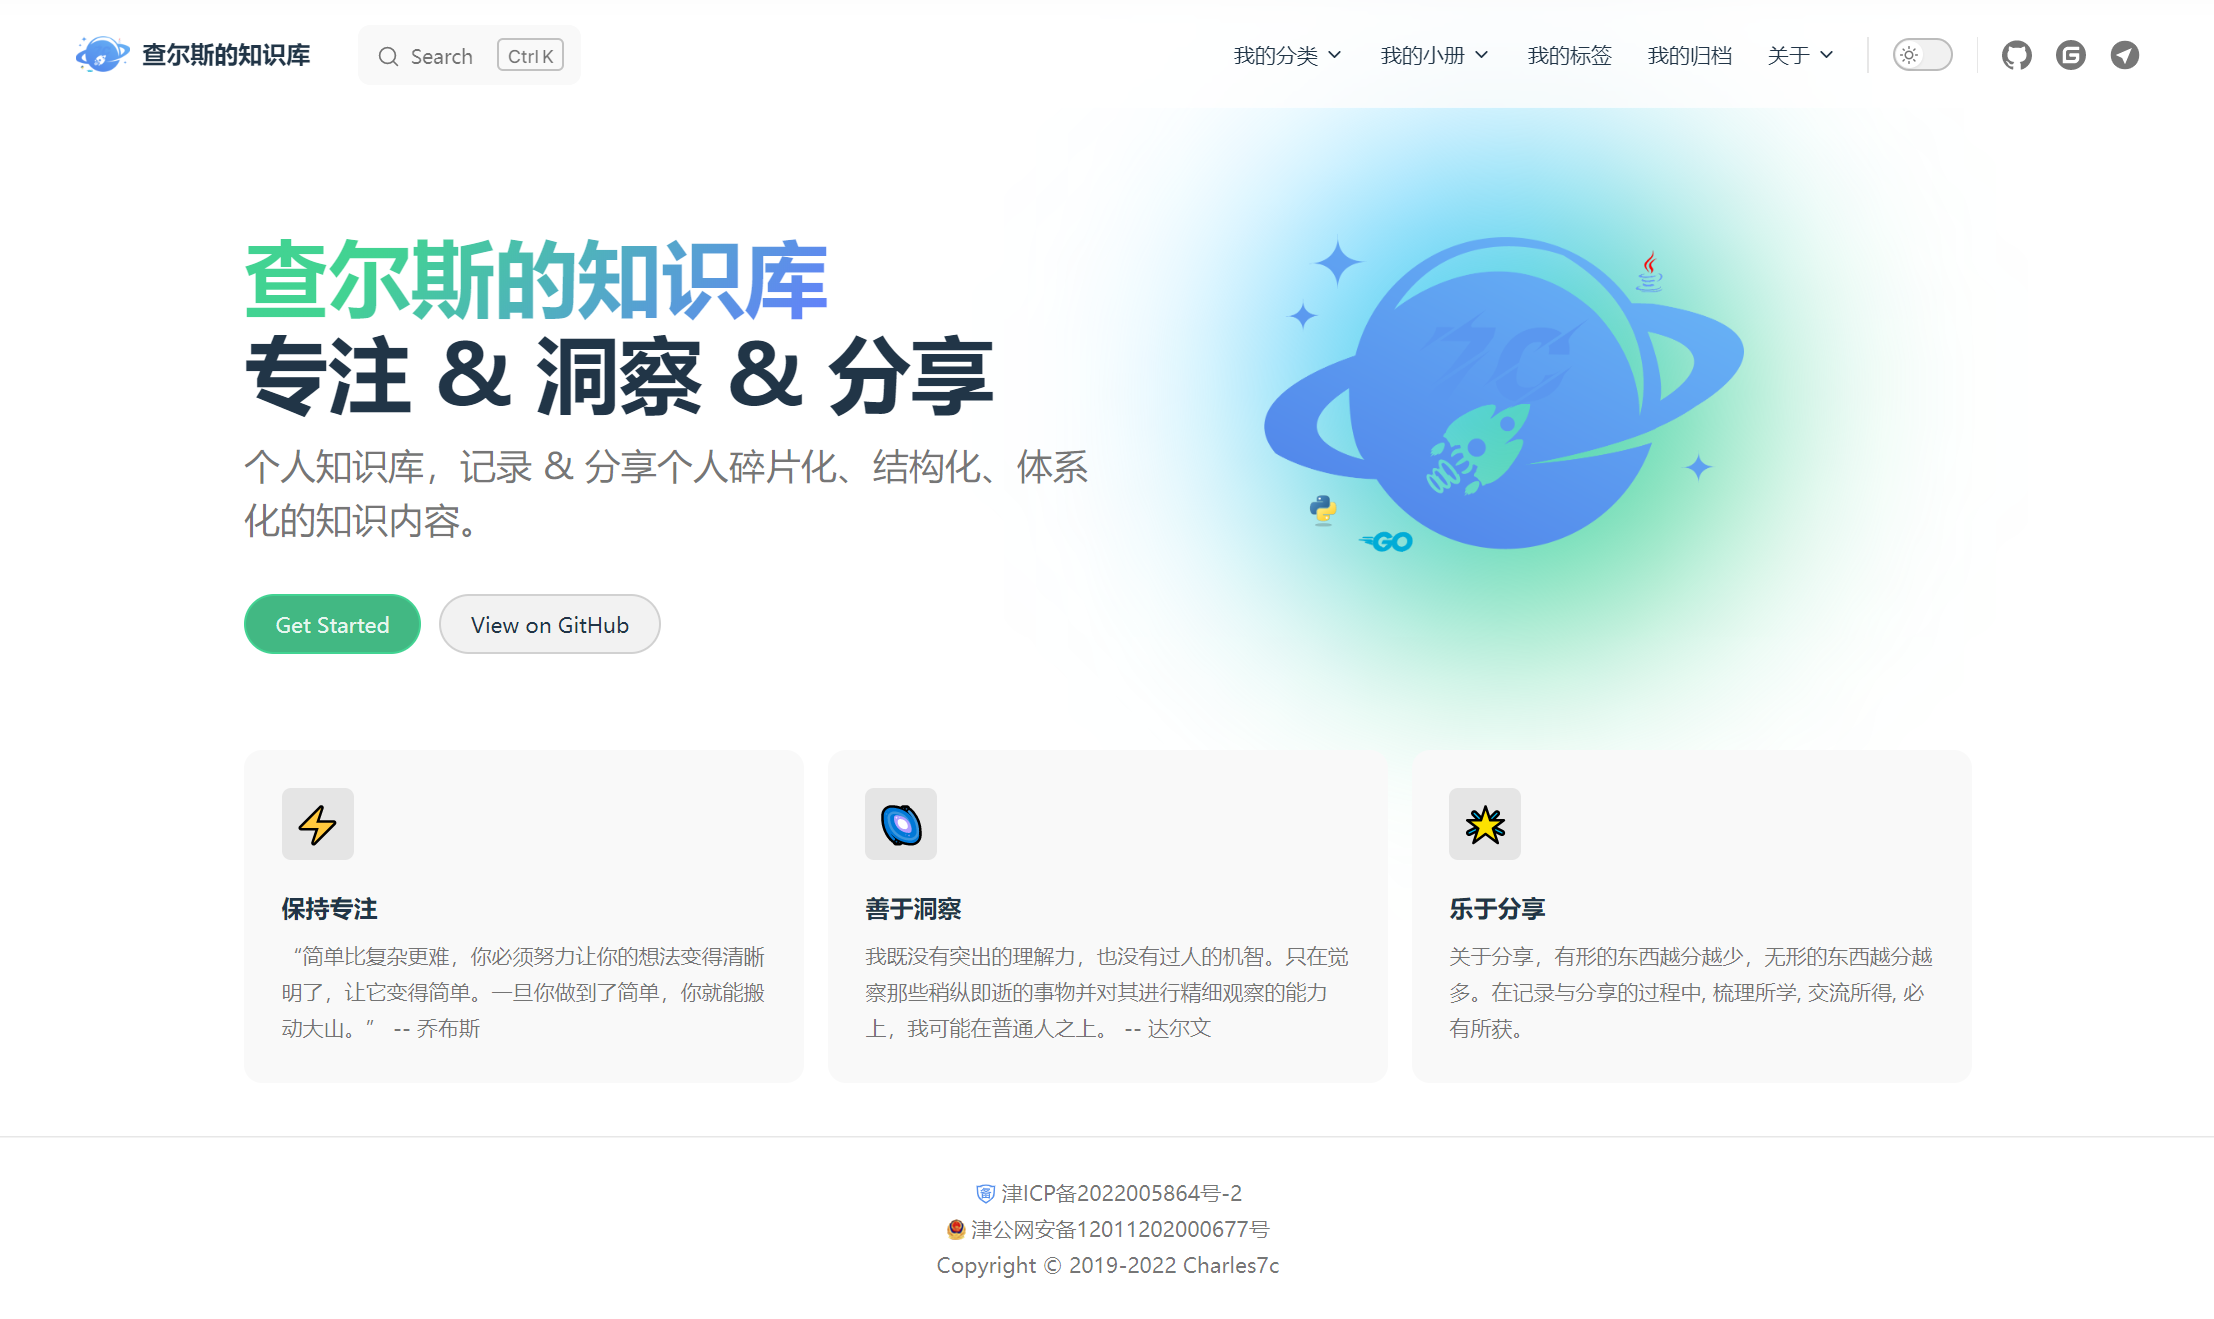 查尔斯的知识库
Search Ctrl K
我的分类 我的小册 我的标签 我的归档 关于
查尔斯的知识库
专注 & 洞察 & 分享
个人知识库，记录 & 分享个人碎片化、结构化、体系
化的知识内容。
7C
GO
Get Started
View on GitHub
保持专注
“简单比复杂更难，你必须努力让你的想法变得清晰
明了，让它变得简单。一旦你做到了简单，你就能搬
动大山。” -- 乔布斯
善于洞察
我既没有突出的理解力，也没有过人的机智。只在觉
察那些稍纵即逝的事物并对其进行精细观察的能力
上，我可能在普通人之上。 -- 达尔文
乐于分享
关于分享，有形的东西越分越少，无形的东西越分越
多。在记录与分享的过程中, 梳理所学, 交流所得, 必
有所获。
津ICP备2022005864号-2
津公网安备12011202000677号
Copyright © 2019-2022 Charles7c